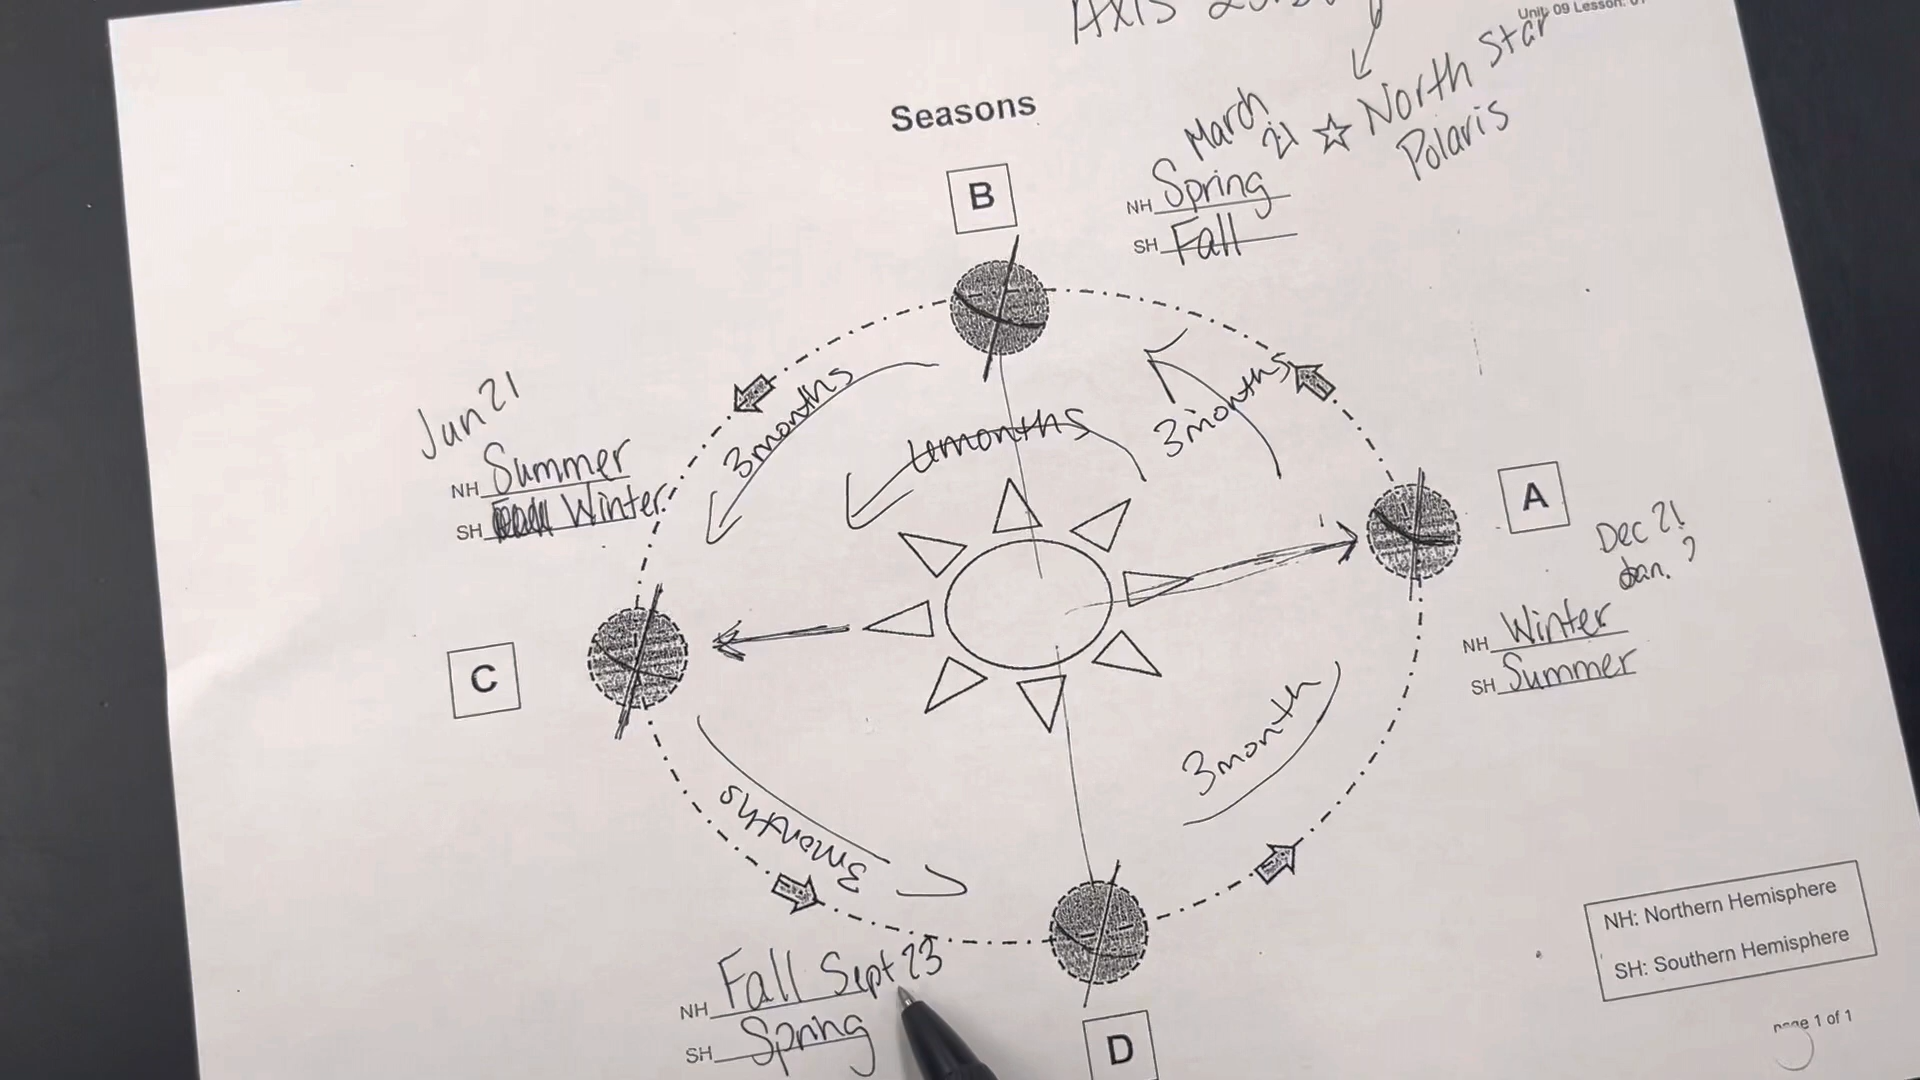 Axis
Unit: 09 Lesson: 01
Seasons
North Star
Polaris
March
21
B
NH Spring
SH Fall
Jun 21
NH Summer
SH Winter
3 months
3 months
6 months
A
Dec 21
Jan. ?
NH Winter
SH Summer
C
3 month
3 months
NH Fall Sept 23
SH Spring
D
NH: Northern Hemisphere
SH: Southern Hemisphere
page 1 of 1